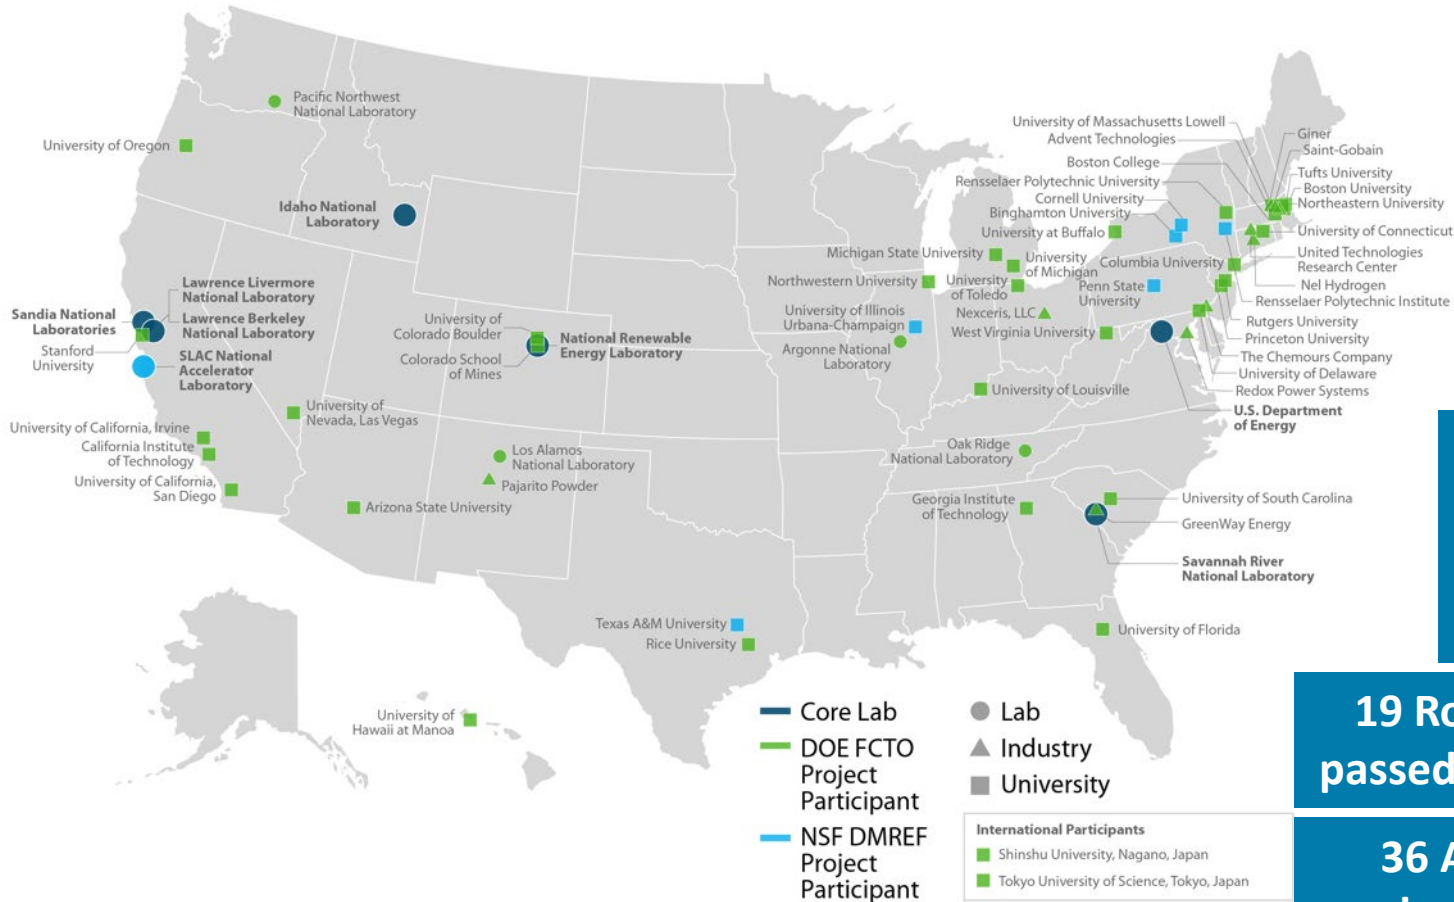 Pacific Northwest
National Laboratory
University of Oregon
Idaho National
Laboratory
Lawrence Livermore
National Laboratory
Sandia National
Laboratories
Lawrence Berkeley
National Laboratory
Stanford
University
SLAC National
Accelerator
Laboratory
University of
Colorado Boulder
Colorado School
of Mines
National Renewable
Energy Laboratory
University of
Nevada, Las Vegas
University of California, Irvine
California Institute
of Technology
University of California,
San Diego
Los Alamos
National Laboratory
Pajarito Powder
Arizona State University
Texas A&M University
Rice University
University of
Hawaii at Manoa
University of Massachusetts Lowell
Advent Technologies
Boston College
Rensselaer Polytechnic University
Cornell University
Binghamton University
University at Buffalo
Michigan State University
University
of Michigan
Columbia University
Northwestern University
University
of Toledo
Penn State
University
University of Illinois
Urbana-Champaign
Nexceris, LLC
West Virginia University
Argonne National
Laboratory
University of Louisville
Oak Ridge
National Laboratory
Georgia Institute
of Technology
Giner
Saint-Gobain
Tufts University
Boston University
Northeastern University
University of Connecticut
United Technologies
Research Center
Nel Hydrogen
Rensselaer Polytechnic Institute
Rutgers University
Princeton University
The Chemours Company
University of Delaware
Redox Power Systems
U.S. Department
of Energy
University of South Carolina
GreenWay Energy
Savannah River
National Laboratory
University of Florida
Core Lab
DOE FCTO
Project
Participant
NSF DMREF
Project
Participant
Lab
Industry
University
International Participants
Shinshu University, Nagano, Japan
Tokyo University of Science, Tokyo, Japan
19 Ro
passed
36 A